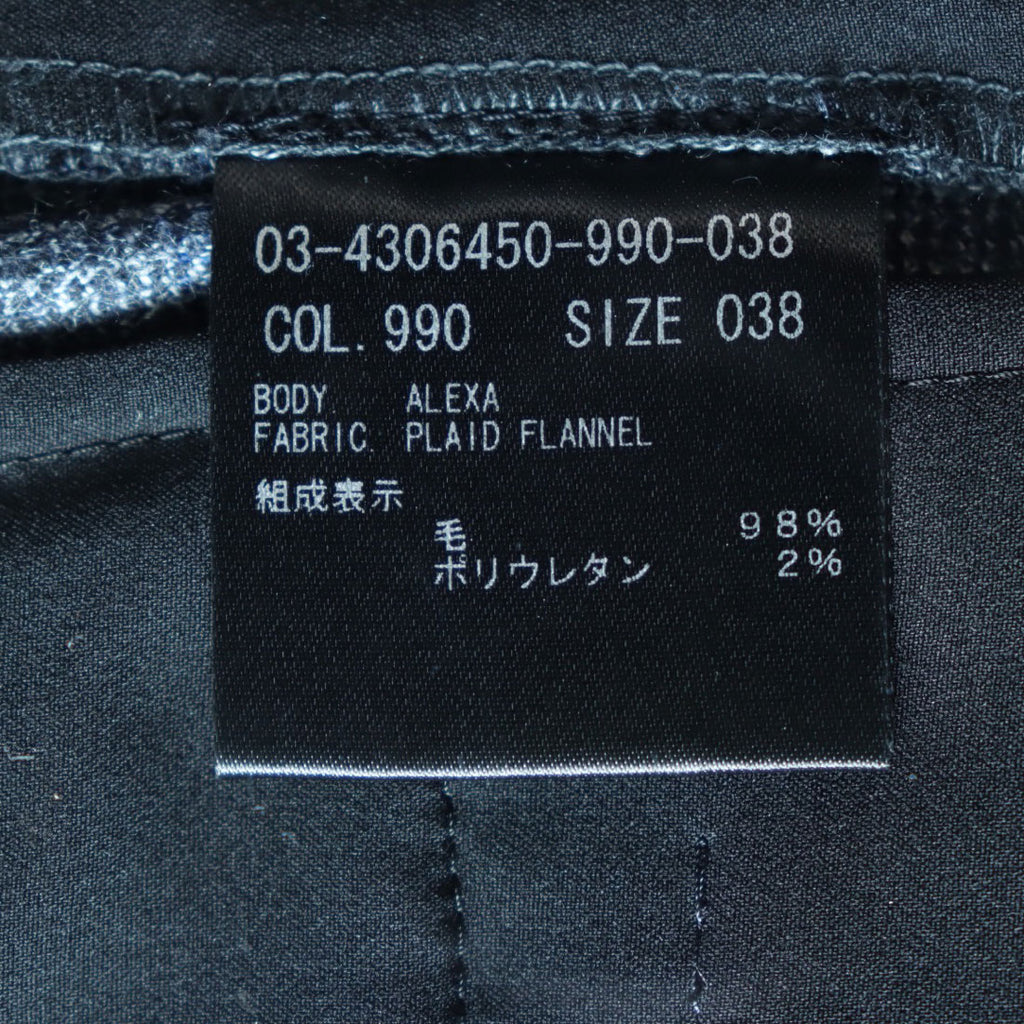 03-4306450-990-038
COL. 990 SIZE 038
BODY ALEXA
FABRIC PLAID FLANNEL
組成表示
毛 98%
ポリウレタン 2%